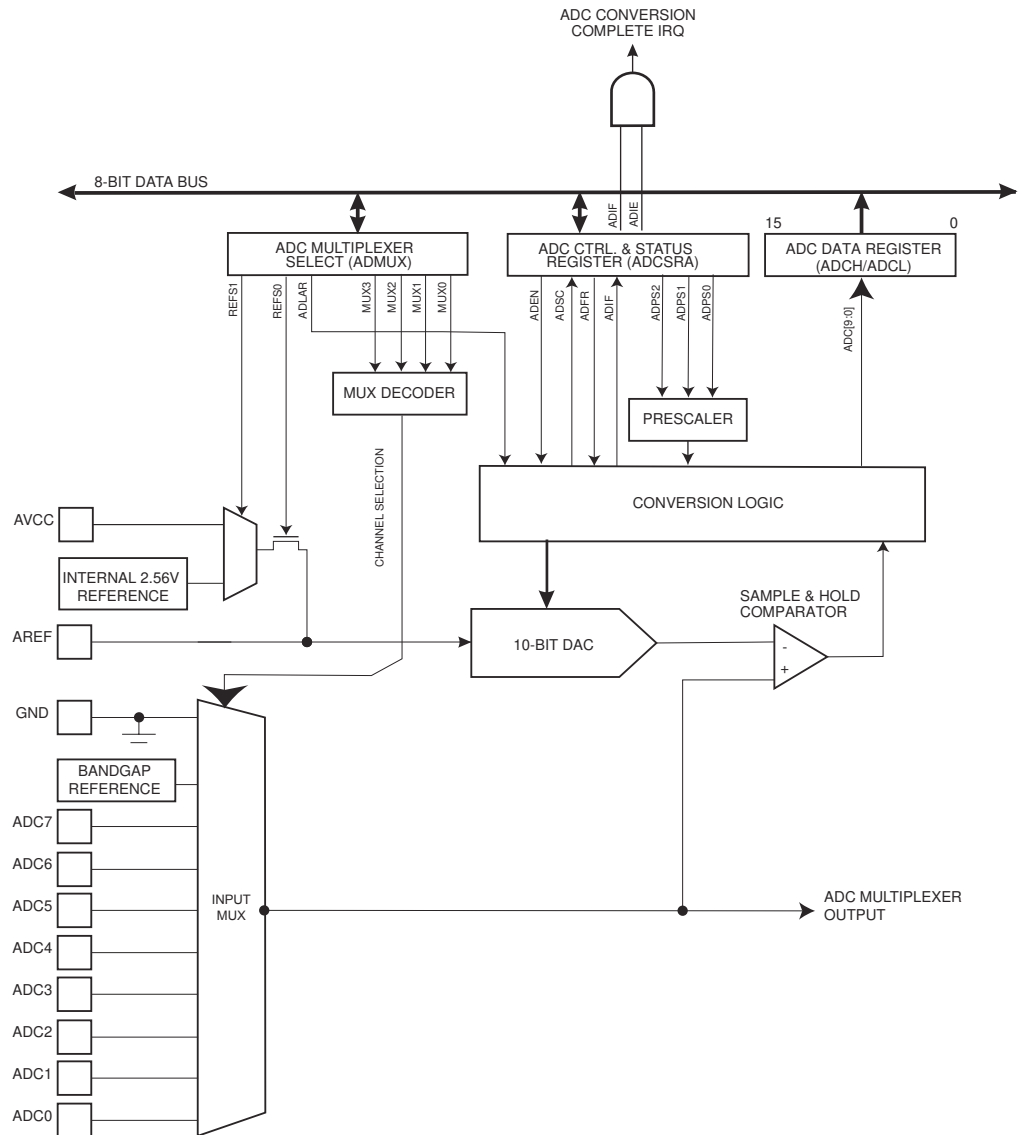 ADC CONVERSION
COMPLETE IRQ
8-BIT DATA BUS
ADIF
ADIE
15
0
ADC MULTIPLEXER
SELECT (ADMUX)
ADC CTRL. & STATUS
REGISTER (ADCSRA)
ADC DATA REGISTER
(ADCH/ADCL)
REFS1
REFS0
ADLAR
MUX3
MUX2
MUX1
MUX0
ADEN
ADSC
ADFR
ADIF
ADPS2
ADPS1
ADPS0
ADC[9:0]
MUX DECODER
PRESCALER
CHANNEL SELECTION
CONVERSION LOGIC
AVCC
INTERNAL 2.56V
REFERENCE
SAMPLE & HOLD
COMPARATOR
AREF
10-BIT DAC
-
+
GND
BANDGAP
REFERENCE
ADC7
ADC6
ADC5
INPUT
MUX
ADC MULTIPLEXER
OUTPUT
ADC4
ADC3
ADC2
ADC1
ADC0